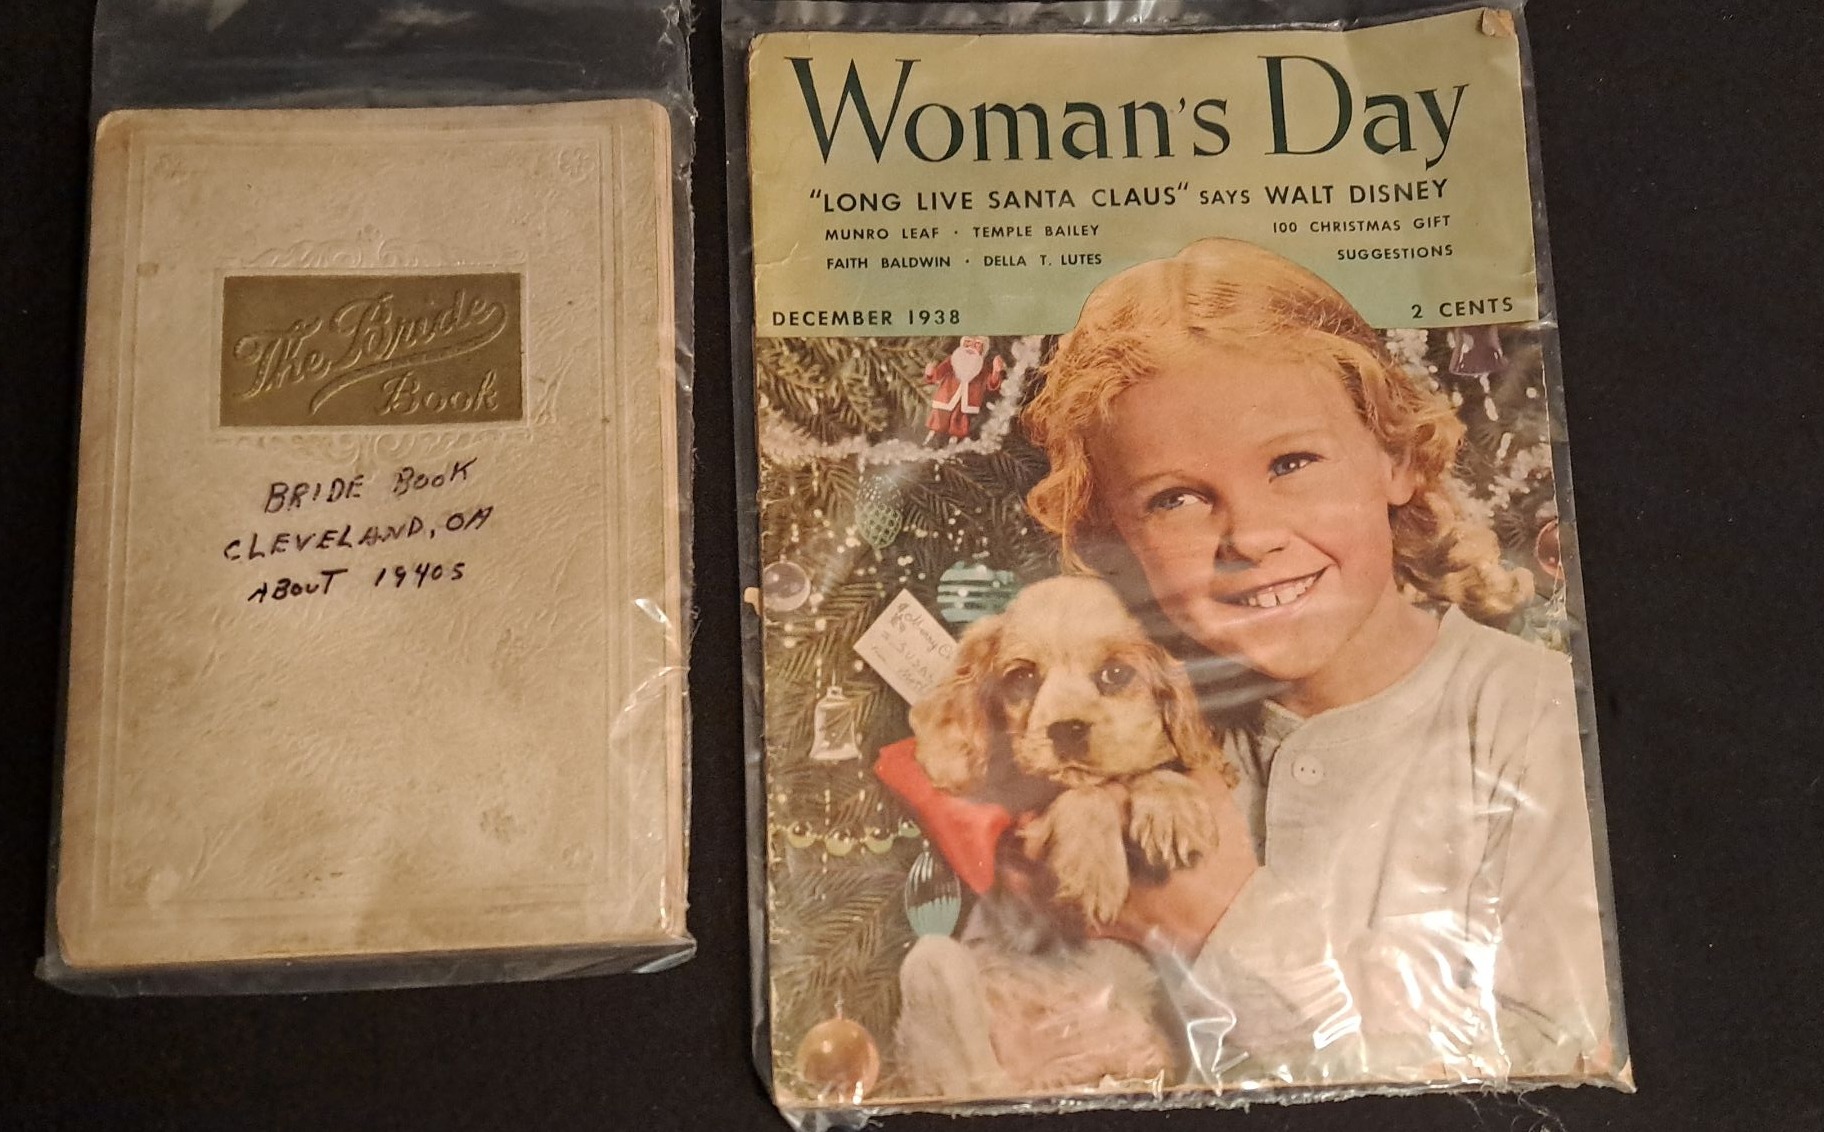 The Bride
Book
BRIDE BOOK
CLEVELAND, OH
ABOUT 1940S
Woman's Day
"LONG LIVE SANTA CLAUS" SAYS WALT DISNEY
MUNRO LEAF · TEMPLE BAILEY
FAITH BALDWIN · DELLA T. LUTES
100 CHRISTMAS GIFT
SUGGESTIONS
DECEMBER 1938
2 CENTS